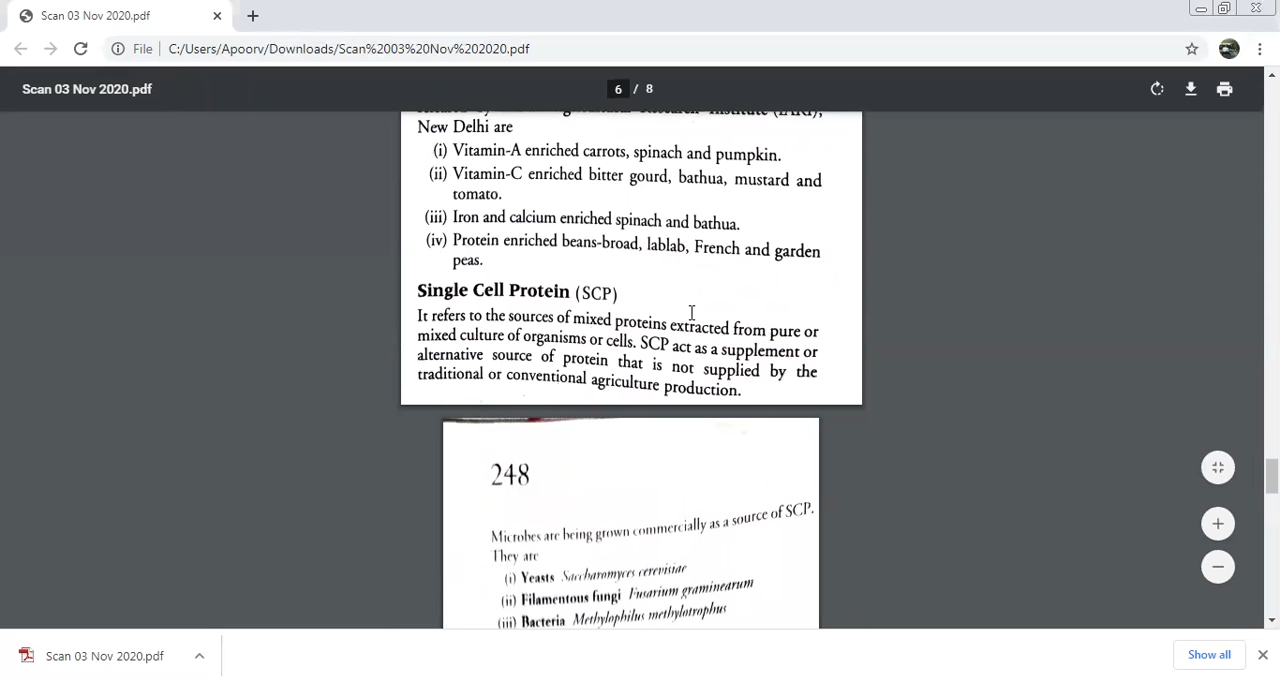 Scan 03 Nov 2020.pdf
File
C:/Users/Apoorv/Downloads/Scan%2003%20Nov%202020.pdf
Scan 03 Nov 2020.pdf
6 / 8
New Delhi are
(i) Vitamin-A enriched carrots, spinach and pumpkin.
(ii) Vitamin-C enriched bitter gourd, bathua, mustard and
tomato.
(iii) Iron and calcium enriched spinach and bathua.
(iv) Protein enriched beans-broad, lablab, French and garden
peas.
Single Cell Protein (SCP)
It refers to the sources of mixed proteins extracted from pure or
mixed culture of organisms or cells. SCP act as a supplement or
alternative source of protein that is not supplied by the
traditional or conventional agriculture production.
248
Microbes are being grown commercially as a source of SCP.
They are
(i) Yeasts Saccharomyces cerevisiae
(ii) Filamentous fungi Fusarium graminearum
(iii) Bacteria Methylophilus methylotrophus
Scan 03 Nov 2020.pdf
Show all